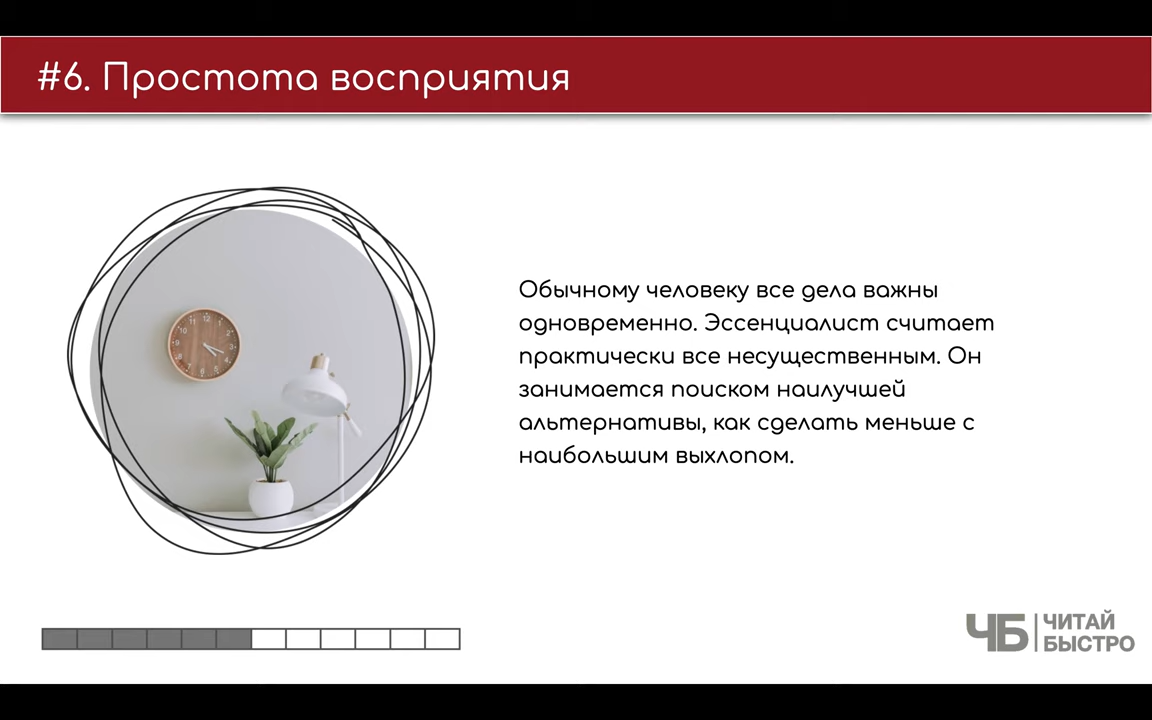 #6. Простота восприятия
Обычному человеку все дела важны
одновременно. Эссенциалист считает
практически все несущественным. Он
занимается поиском наилучшей
альтернативы, как сделать меньше с
наибольшим выхлопом.
ЧБ ЧИТАЙ
БЫСТРО